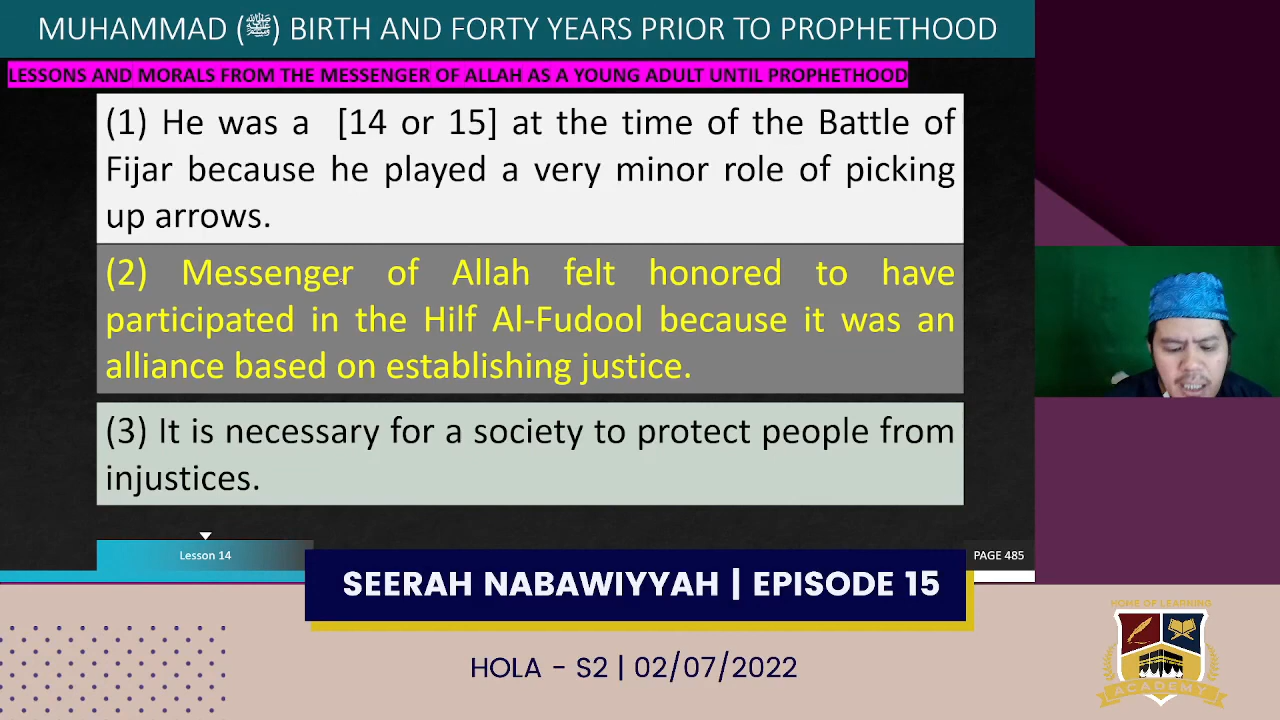 MUHAMMAD (ﷺ) BIRTH AND FORTY YEARS PRIOR TO PROPHETHOOD
LESSONS AND MORALS FROM THE MESSENGER OF ALLAH AS A YOUNG ADULT UNTIL PROPHETHOOD
(1) He was a [14 or 15] at the time of the Battle of
Fijar because he played a very minor role of picking
up arrows.
(2) Messenger of Allah felt honored to have
participated in the Hilf Al-Fudool because it was an
alliance based on establishing justice.
(3) It is necessary for a society to protect people from
injustices.
Lesson 14
PAGE 485
SEERAH NABAWIYYAH | EPISODE 15
HOLA - S2 | 02/07/2022
HOME OF LEARNING
ACADEMY